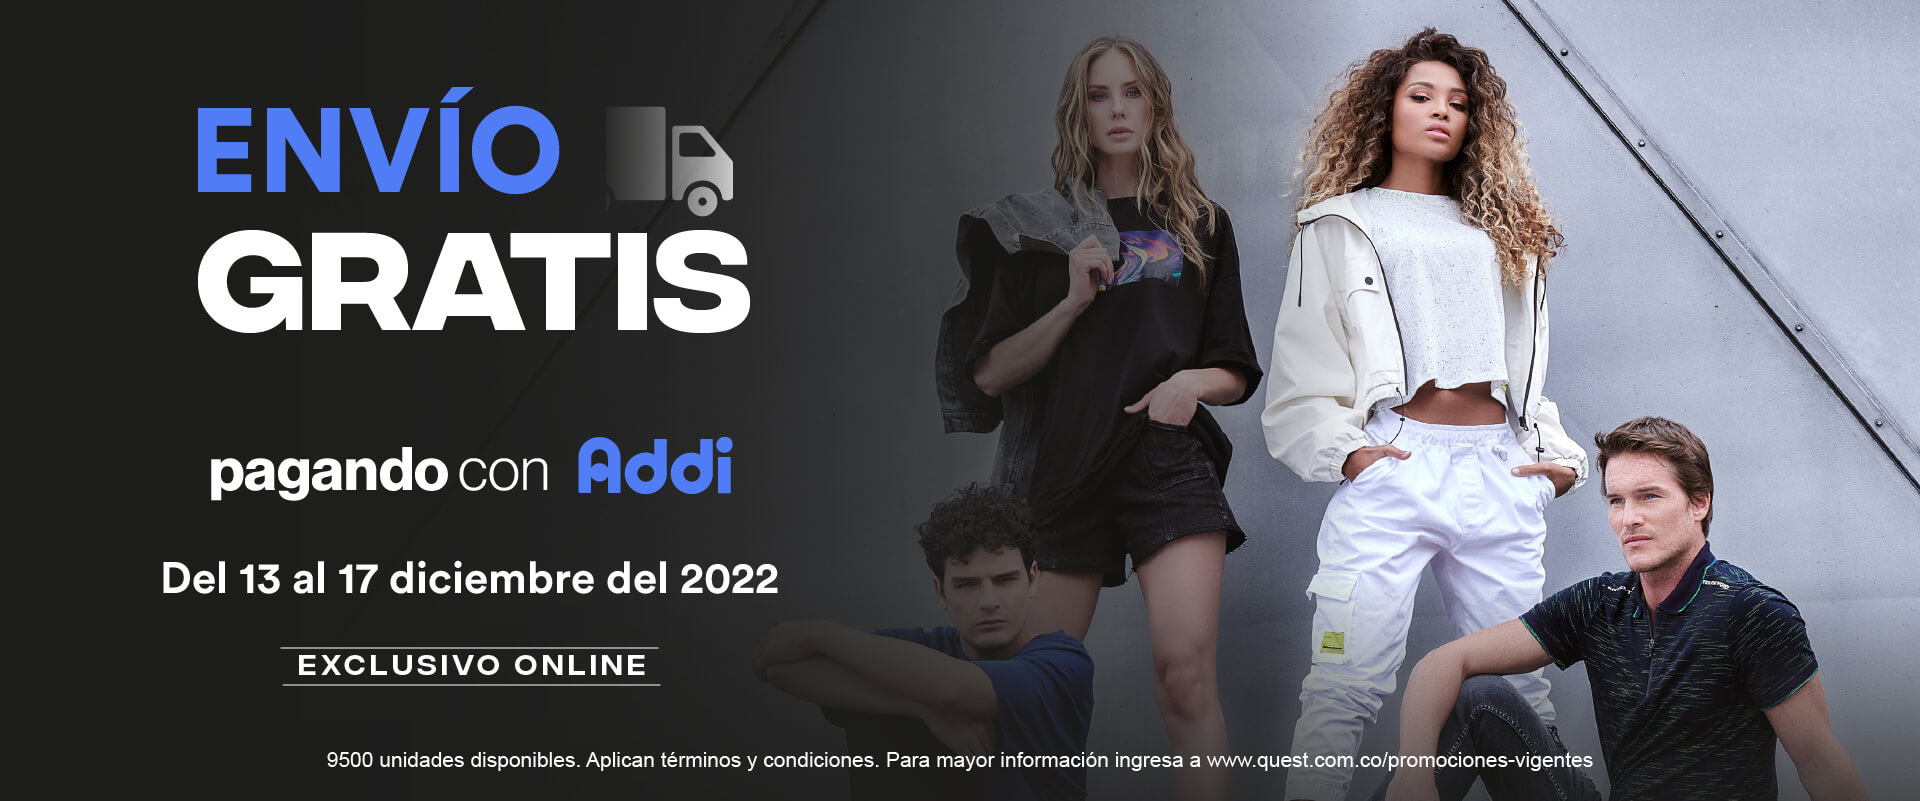 ENVÍO
GRATIS
pagando con Addi
Del 13 al 17 diciembre del 2022
EXCLUSIVO ONLINE
9500 unidades disponibles. Aplican términos y condiciones. Para mayor información ingresa a www.quest.com.co/promociones-vigentes